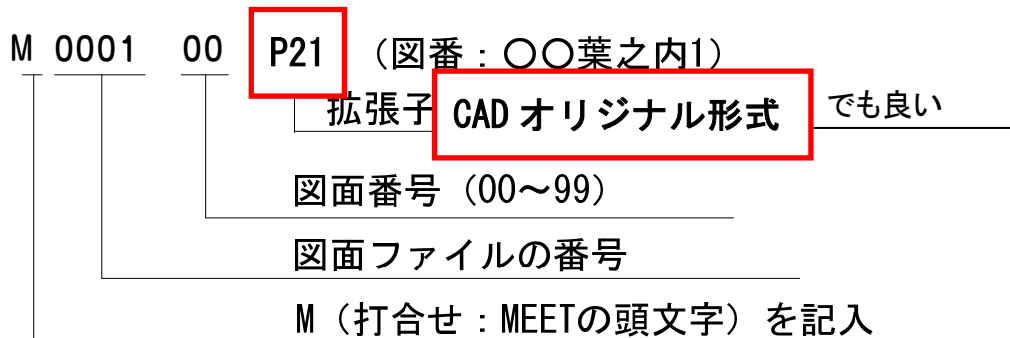 M 0001 00 P21 (図番：〇〇葉之内1)
拡張子 CAD オリジナル形式 でも良い
図面番号（00～99）
図面ファイルの番号
M（打合せ：MEETの頭文字）を記入